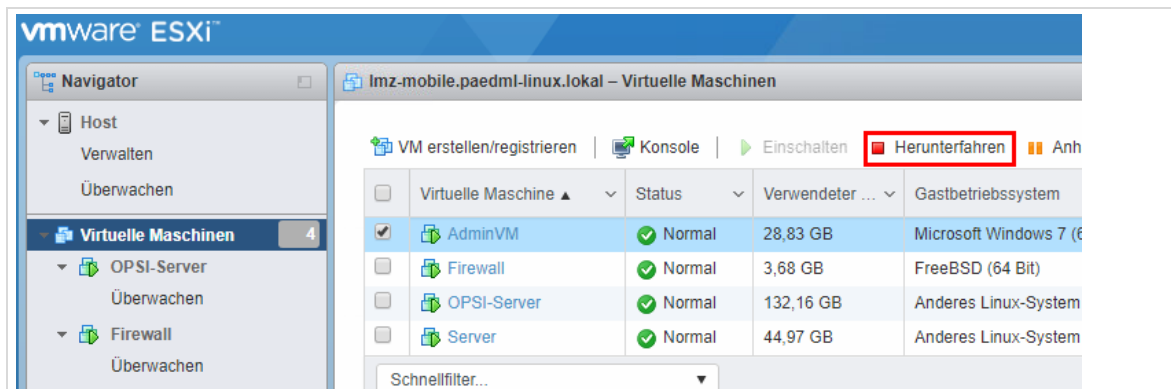 vmware ESXi™
Navigator
Host
Verwalten
Überwachen
Virtuelle Maschinen 4
OPSI-Server
Überwachen
Firewall
Überwachen
lmz-mobile.paedml-linux.lokal – Virtuelle Maschinen
VM erstellen/registrieren Konsole Einschalten Herunterfahren Anh
Virtuelle Maschine ▲ Status Verwendeter ... Gastbetriebssystem
AdminVM Normal 28,83 GB Microsoft Windows 7 (6
Firewall Normal 3,68 GB FreeBSD (64 Bit)
OPSI-Server Normal 132,16 GB Anderes Linux-System
Server Normal 44,97 GB Anderes Linux-System
Schnellfilter...